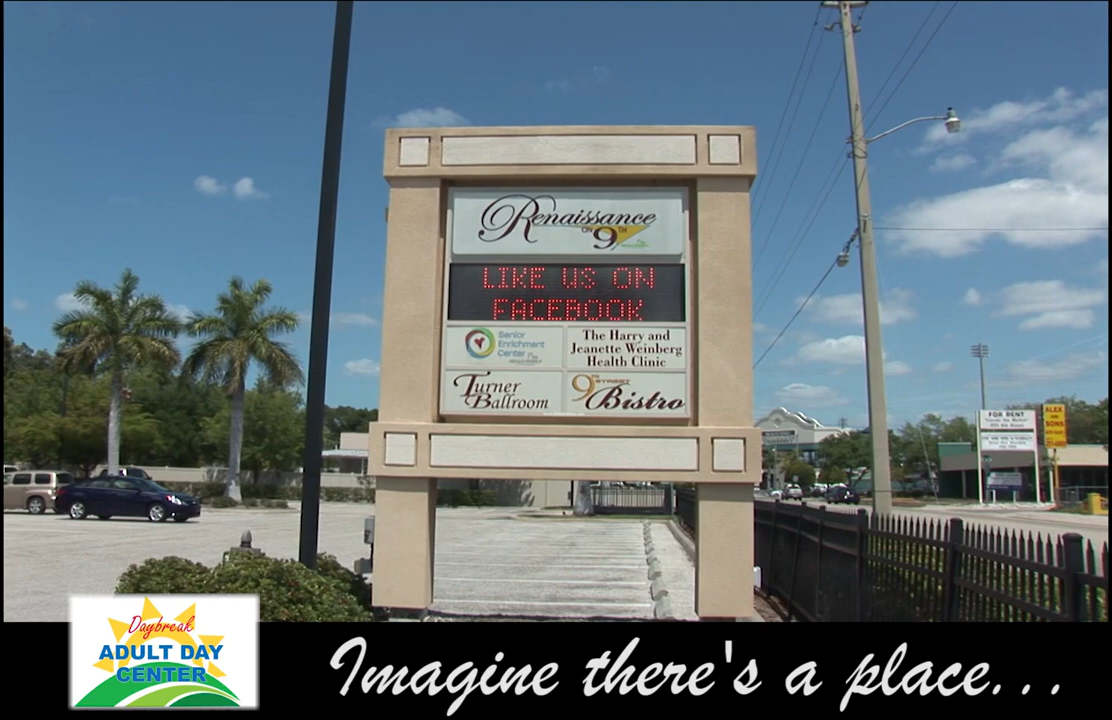 Renaissance
ON 9TH
LIKE US ON
FACEBOOK
Senior
Enrichment
Center
The Harry and
Jeanette Weinberg
Health Clinic
Turner
Ballroom
9TH STREET
Bistro
FOR RENT
ALEX
AND
SONS
Daybreak
ADULT DAY
CENTER
Imagine there's a place...